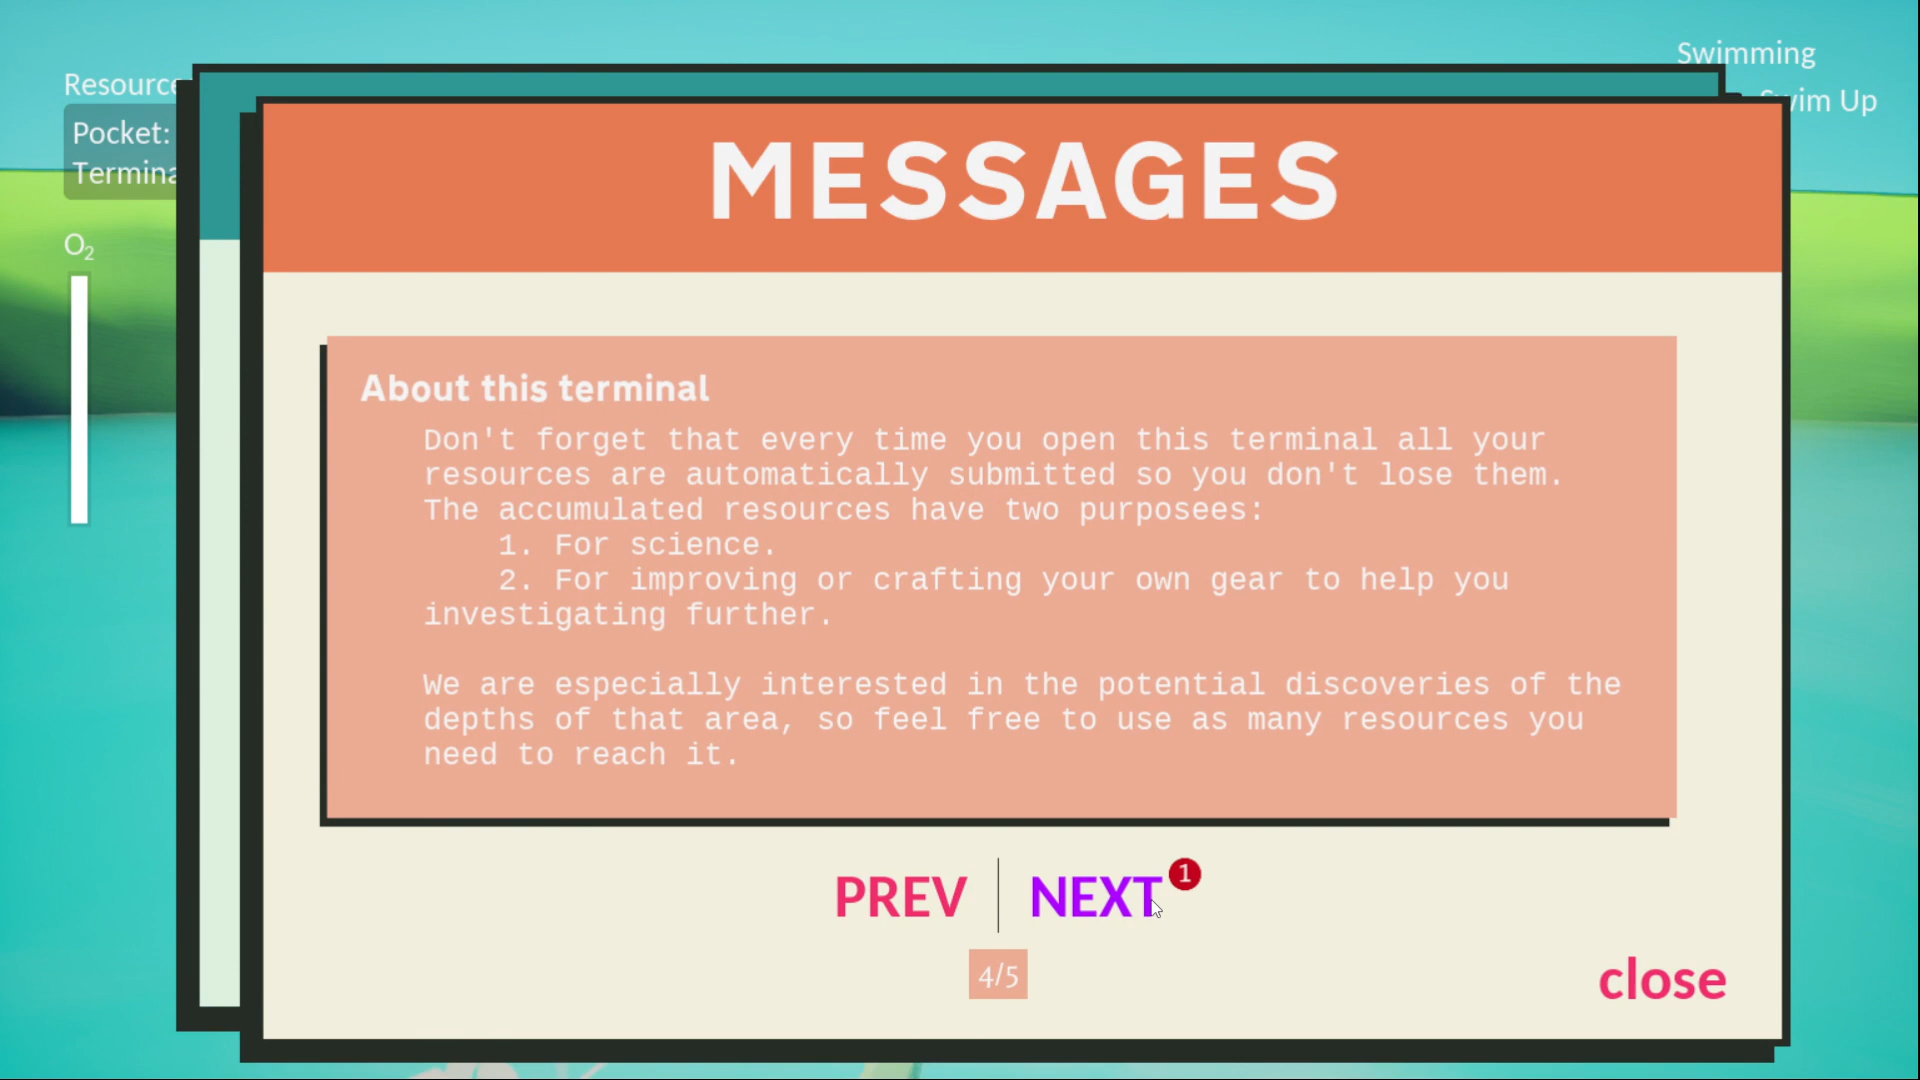 Swimming
Resource
Swim Up
Pocket:
Termina
O₂
MESSAGES
About this terminal
Don't forget that every time you open this terminal all your
resources are automatically submitted so you don't lose them.
The accumulated resources have two purposees:
1. For science.
2. For improving or crafting your own gear to help you
investigating further.
We are especially interested in the potential discoveries of the
depths of that area, so feel free to use as many resources you
need to reach it.
PREV
NEXT
1
4/5
close